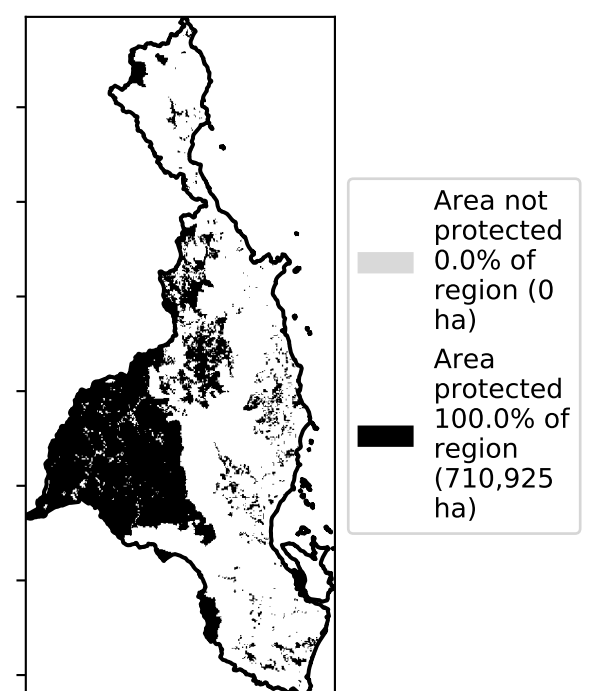 Area not
protected
0.0% of
region (0
ha)
Area
protected
100.0% of
region
(710,925
ha)